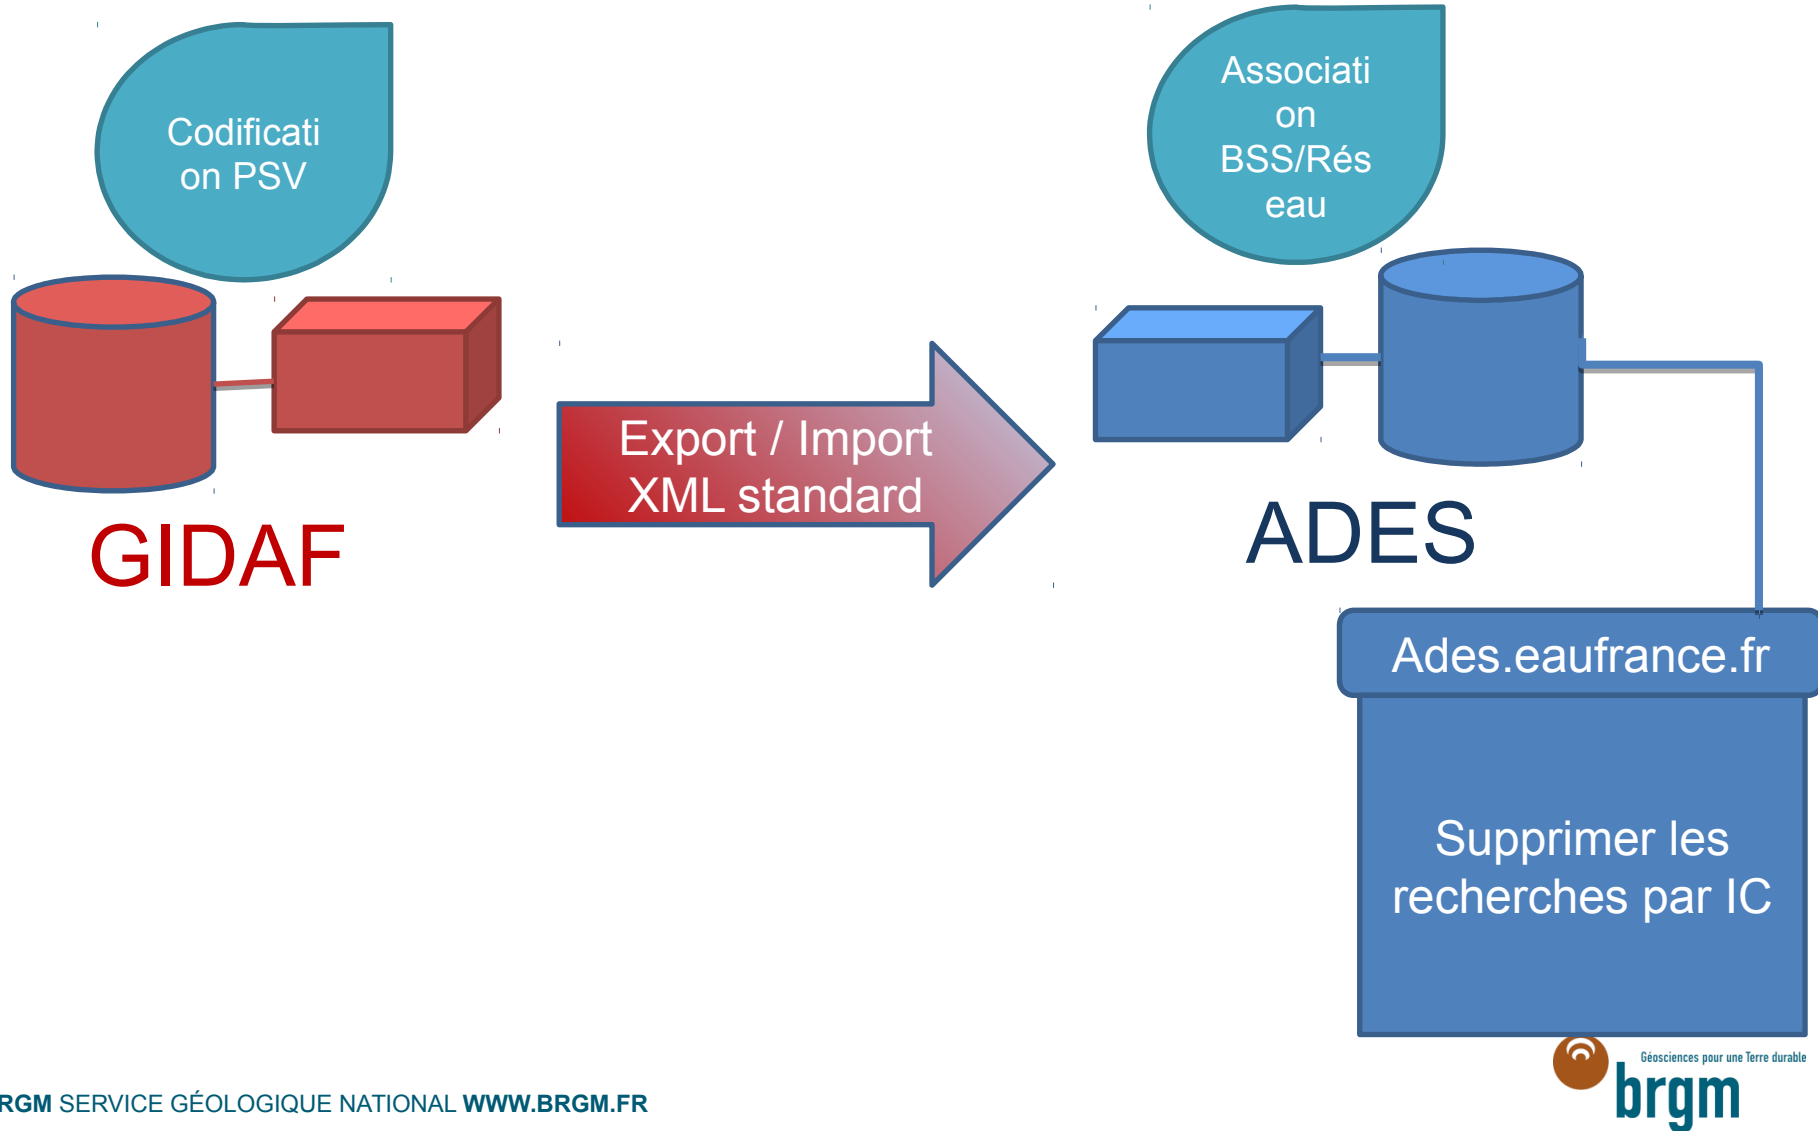 Codificati
on PSV
Associati
on
BSS/Rés
eau
Export / Import
XML standard
GIDAF
ADES
Ades.eaufrance.fr
Supprimer les
recherches par IC
Géosciences pour une Terre durable
brgm
RGM SERVICE GÉOLOGIQUE NATIONAL WWW.BRGM.FR